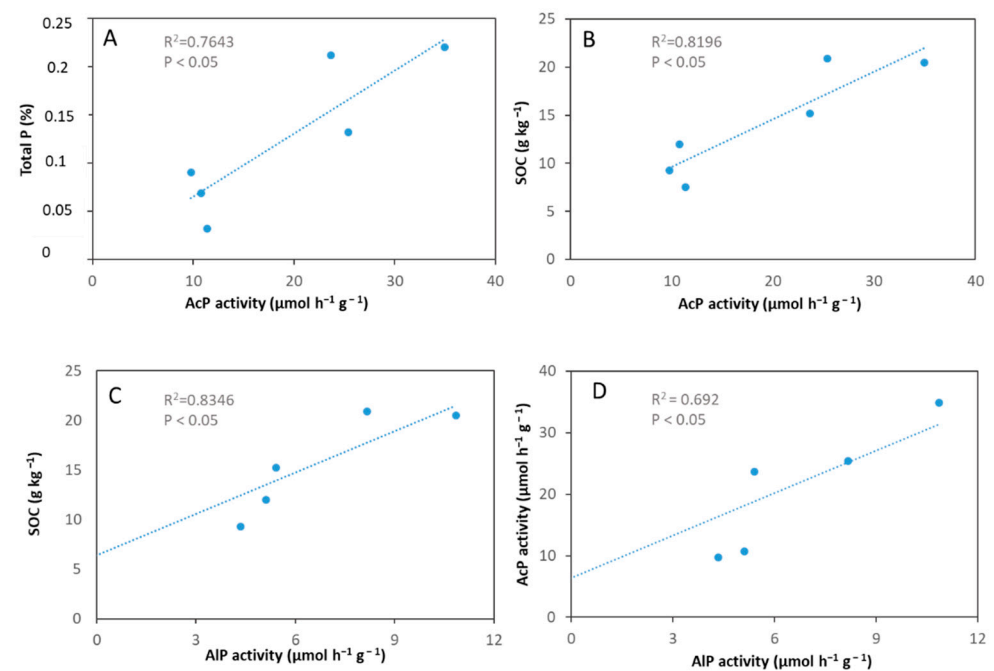 A
R²=0.7643
P < 0.05
Total P (%)
0.25
0.2
0.15
0.1
0.05
0
0 10 20 30 40
AcP activity (µmol h⁻¹ g⁻¹)
B
R²=0.8196
P < 0.05
SOC (g kg⁻¹)
25
20
15
10
5
0
0 10 20 30 40
AcP activity (µmol h⁻¹ g⁻¹)
C
R²=0.8346
P < 0.05
SOC (g kg⁻¹)
25
20
15
10
5
0
0 3 6 9 12
AlP activity (µmol h⁻¹ g⁻¹)
D
R² = 0.692
P < 0.05
AcP activity (µmol h⁻¹ g⁻¹)
40
30
20
10
0
0 3 6 9 12
AlP activity (µmol h⁻¹ g⁻¹)